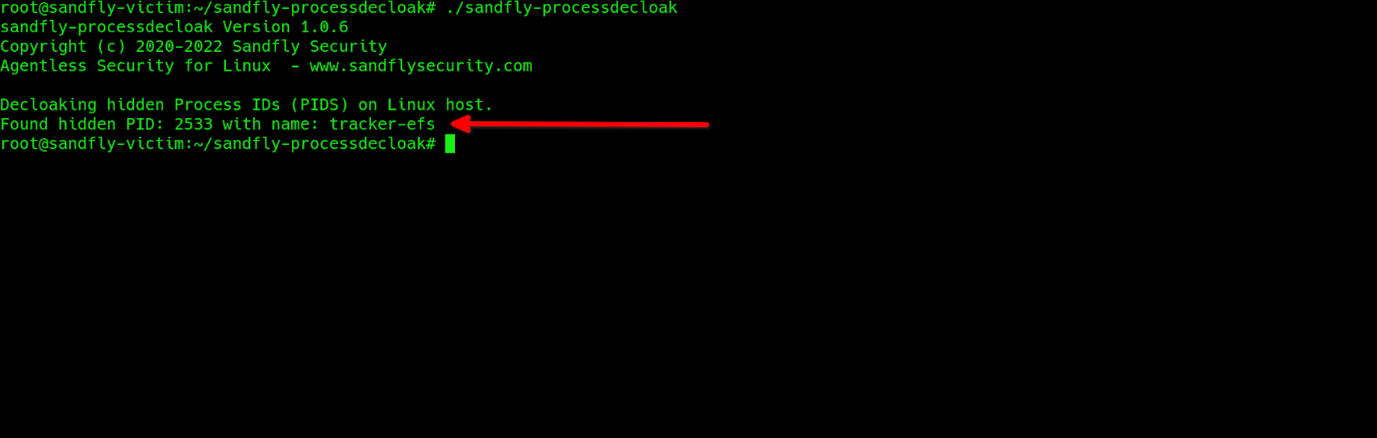 root@sandfly-victim:~/sandfly-processdecloak# ./sandfly-processdecloak
sandfly-processdecloak Version 1.0.6
Copyright (c) 2020-2022 Sandfly Security
Agentless Security for Linux  - www.sandflysecurity.com
Decloaking hidden Process IDs (PIDS) on Linux host.
Found hidden PID: 2533 with name: tracker-efs
root@sandfly-victim:~/sandfly-processdecloak#